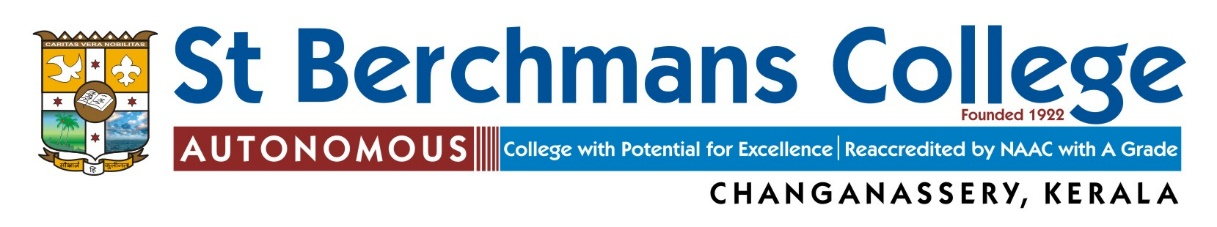 CARITAS VERA NOBILITAS
St Berchmans College
Founded 1922
AUTONOMOUS College with Potential for Excellence | Reaccredited by NAAC with A Grade
CHANGANASSERY, KERALA
हि